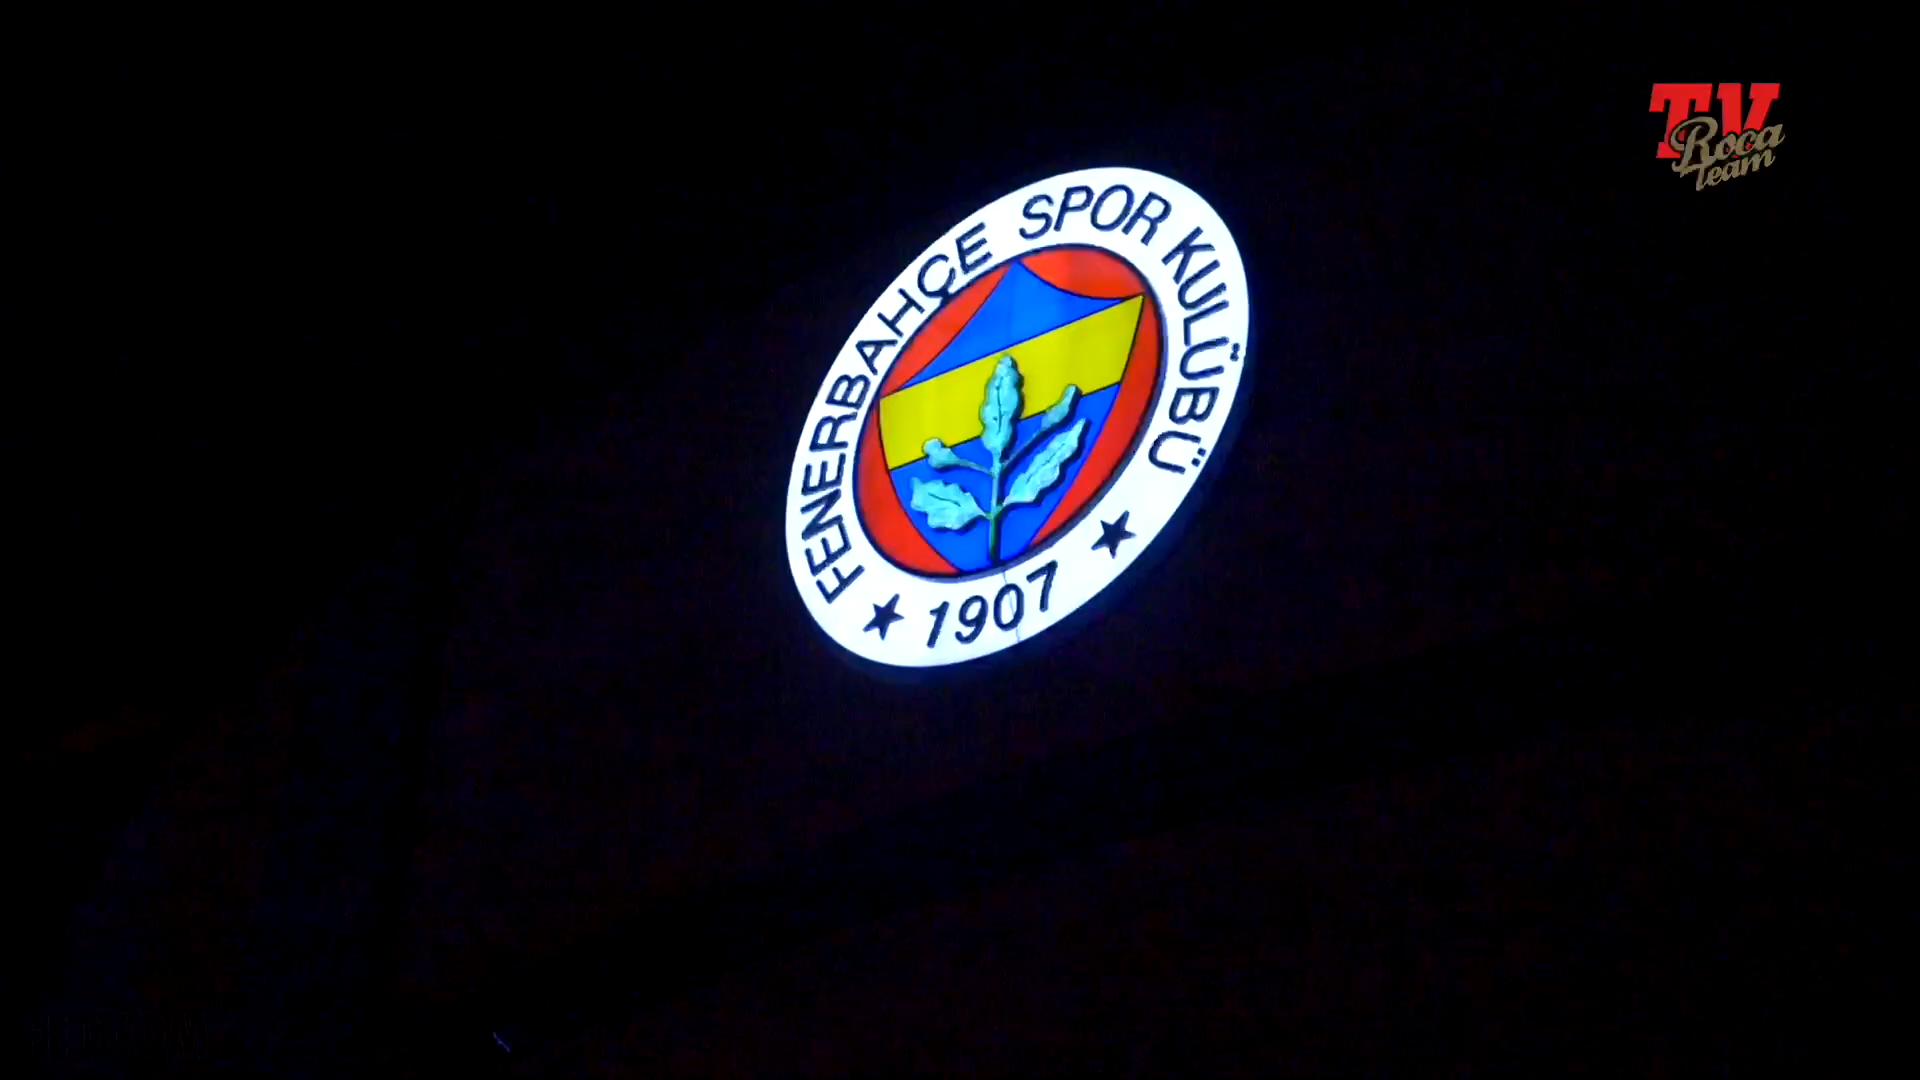 TV
Roca
Team
FENERBAHÇE SPOR KULÜBÜ
★ 1907 ★